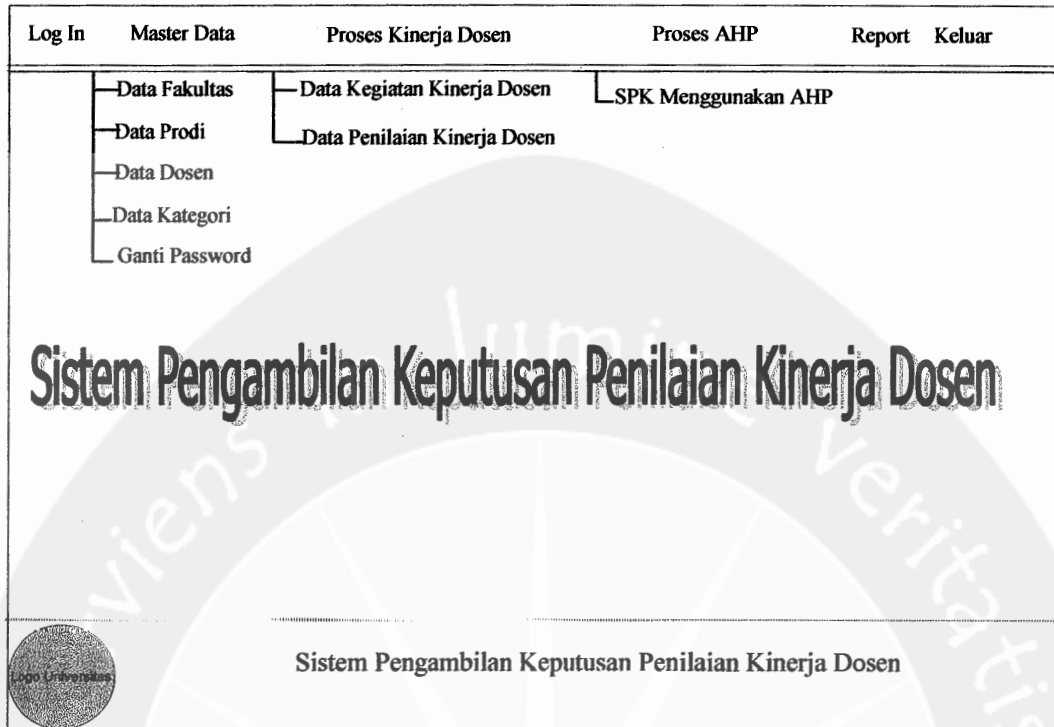 Log In Master Data Proses Kinerja Dosen Proses AHP Report Keluar
Data Fakultas Data Kegiatan Kinerja Dosen SPK Menggunakan AHP
Data Prodi Data Penilaian Kinerja Dosen
Data Dosen
Data Kategori
Ganti Password
Sistem Pengambilan Keputusan Penilaian Kinerja Dosen
Logo Universitas
Sistem Pengambilan Keputusan Penilaian Kinerja Dosen